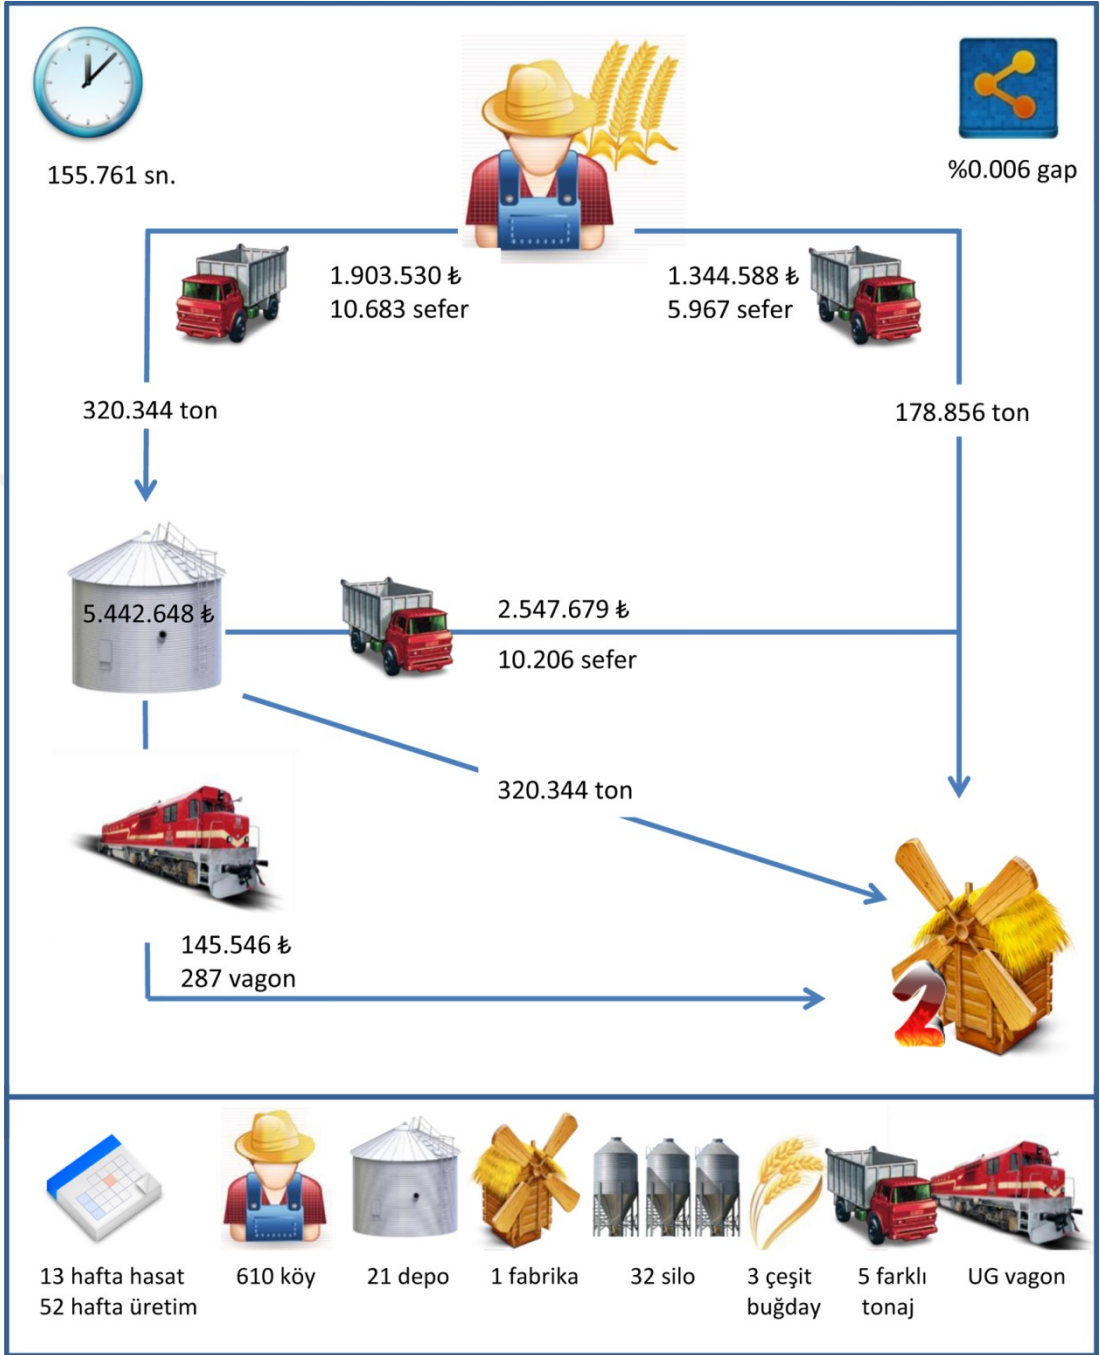 155.761 sn.
%0.006 gap
1.903.530 ₺
10.683 sefer
1.344.588 ₺
5.967 sefer
320.344 ton
178.856 ton
5.442.648 ₺
2.547.679 ₺
10.206 sefer
320.344 ton
145.546 ₺
287 vagon
2
13 hafta hasat
52 hafta üretim
610 köy
21 depo
1 fabrika
32 silo
3 çeşit
buğday
5 farklı
tonaj
UG vagon